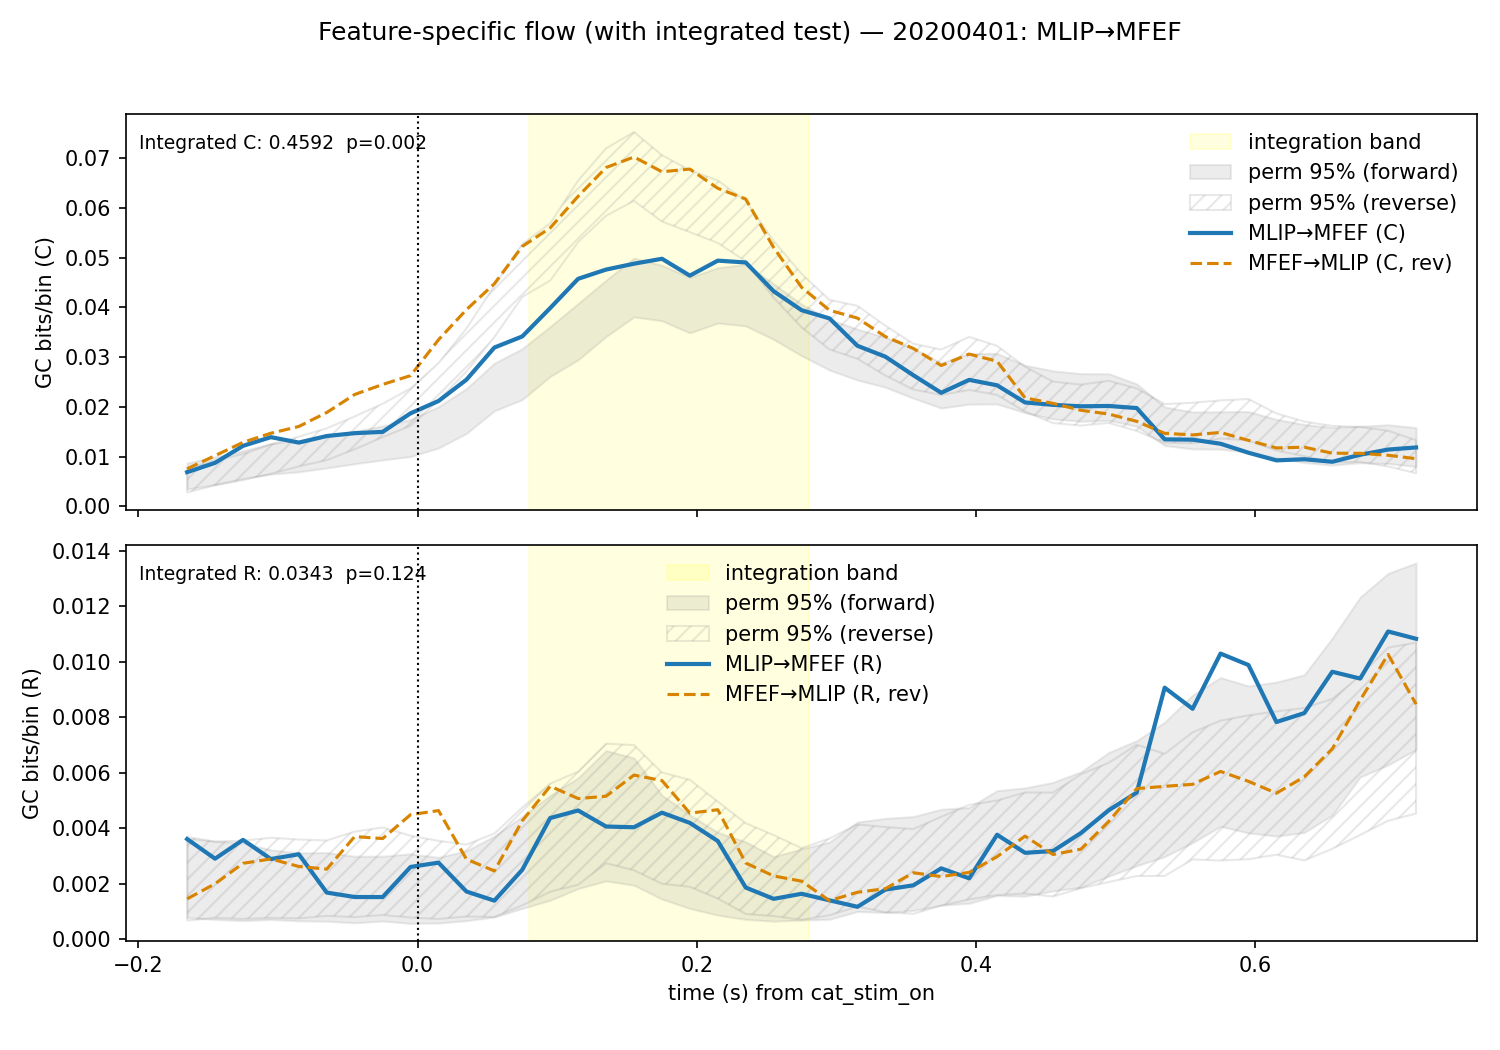 Feature-specific flow (with integrated test) — 20200401: MLIP→MFEF
Integrated C: 0.4592  p=0.002
integration band
perm 95% (forward)
perm 95% (reverse)
MLIP→MFEF (C)
MFEF→MLIP (C, rev)
GC bits/bin (C)
0.07
0.06
0.05
0.04
0.03
0.02
0.01
0.00
Integrated R: 0.0343  p=0.124
integration band
perm 95% (forward)
perm 95% (reverse)
MLIP→MFEF (R)
MFEF→MLIP (R, rev)
GC bits/bin (R)
0.014
0.012
0.010
0.008
0.006
0.004
0.002
0.000
−0.2
0.0
0.2
0.4
0.6
time (s) from cat_stim_on